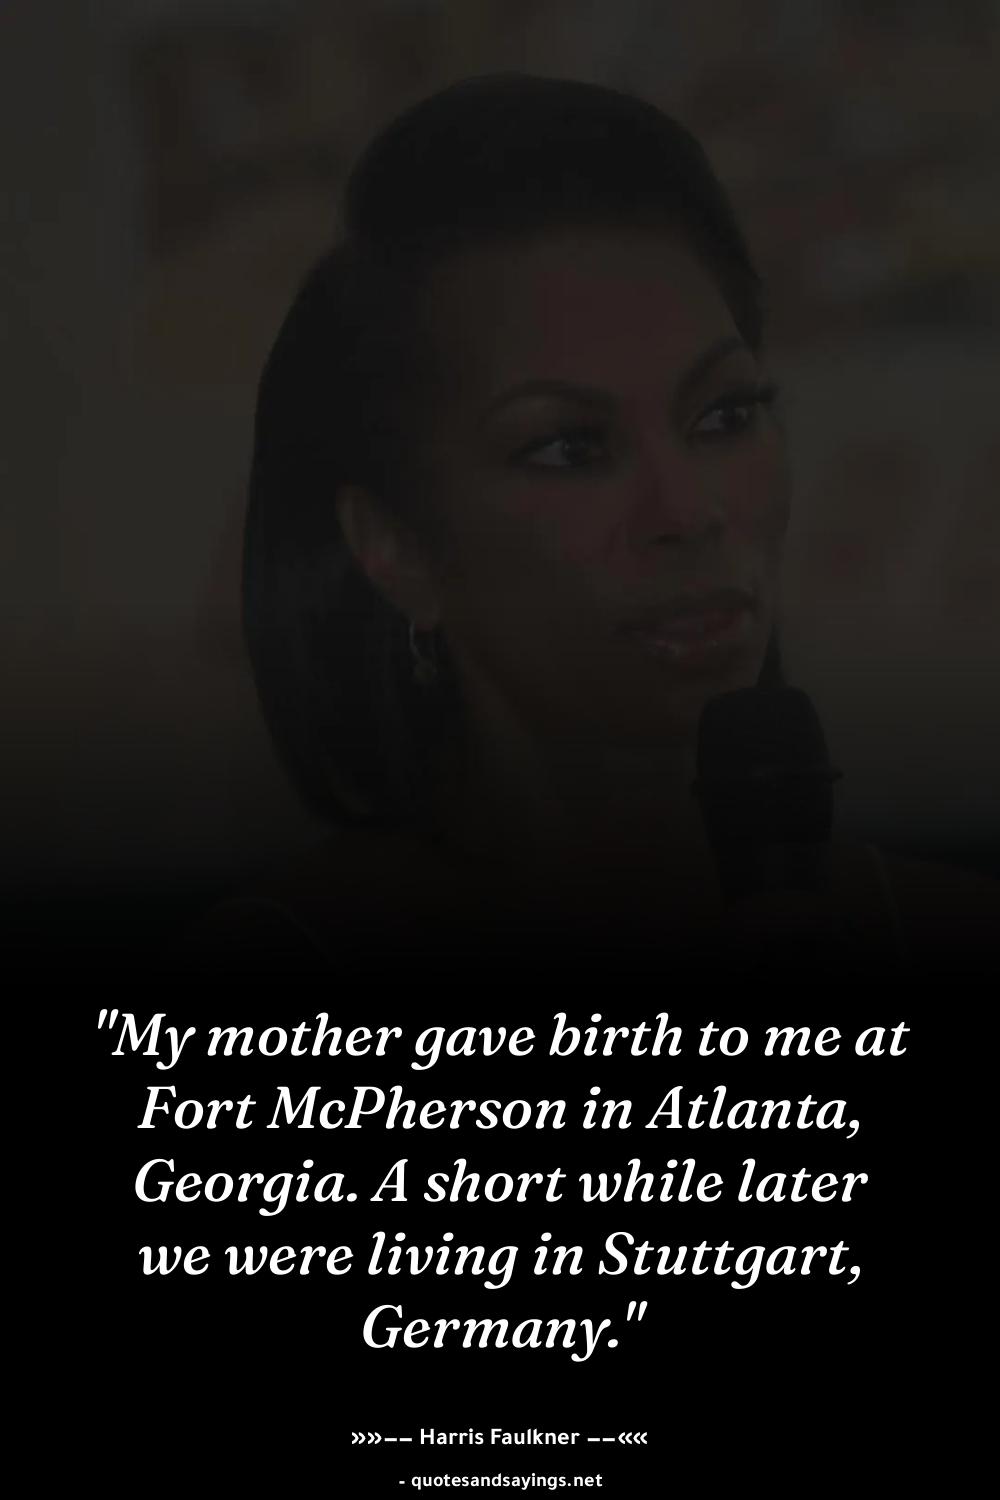 "My mother gave birth to me at
Fort McPherson in Atlanta,
Georgia. A short while later
we were living in Stuttgart,
Germany."
»»–– Harris Faulkner ––««
- quotesandsayings.net